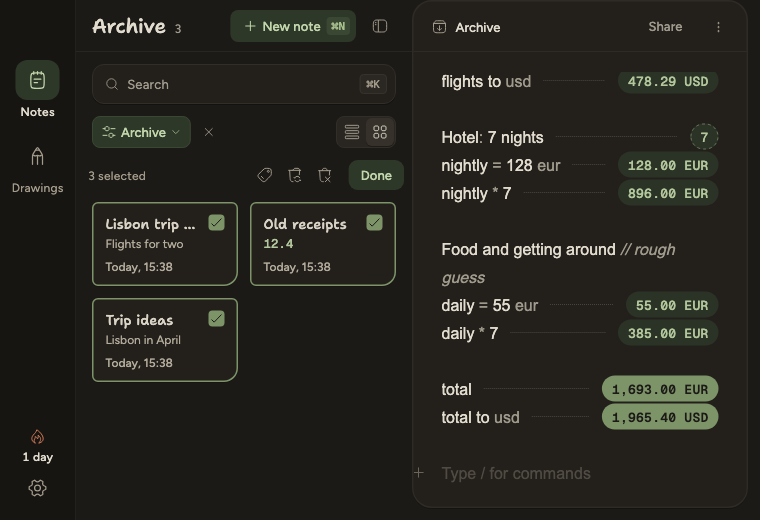 Archive 3
+ New note ⌘N
Notes
Drawings
1 day
Search ⌘K
Archive
3 selected
Done
Lisbon trip ...
Flights for two
Today, 15:38
Old receipts
12.4
Today, 15:38
Trip ideas
Lisbon in April
Today, 15:38
Archive
Share
flights to usd 478.29 USD
Hotel: 7 nights 7
nightly = 128 eur 128.00 EUR
nightly * 7 896.00 EUR
Food and getting around // rough
guess
daily = 55 eur 55.00 EUR
daily * 7 385.00 EUR
total 1,693.00 EUR
total to usd 1,965.40 USD
+ Type / for commands